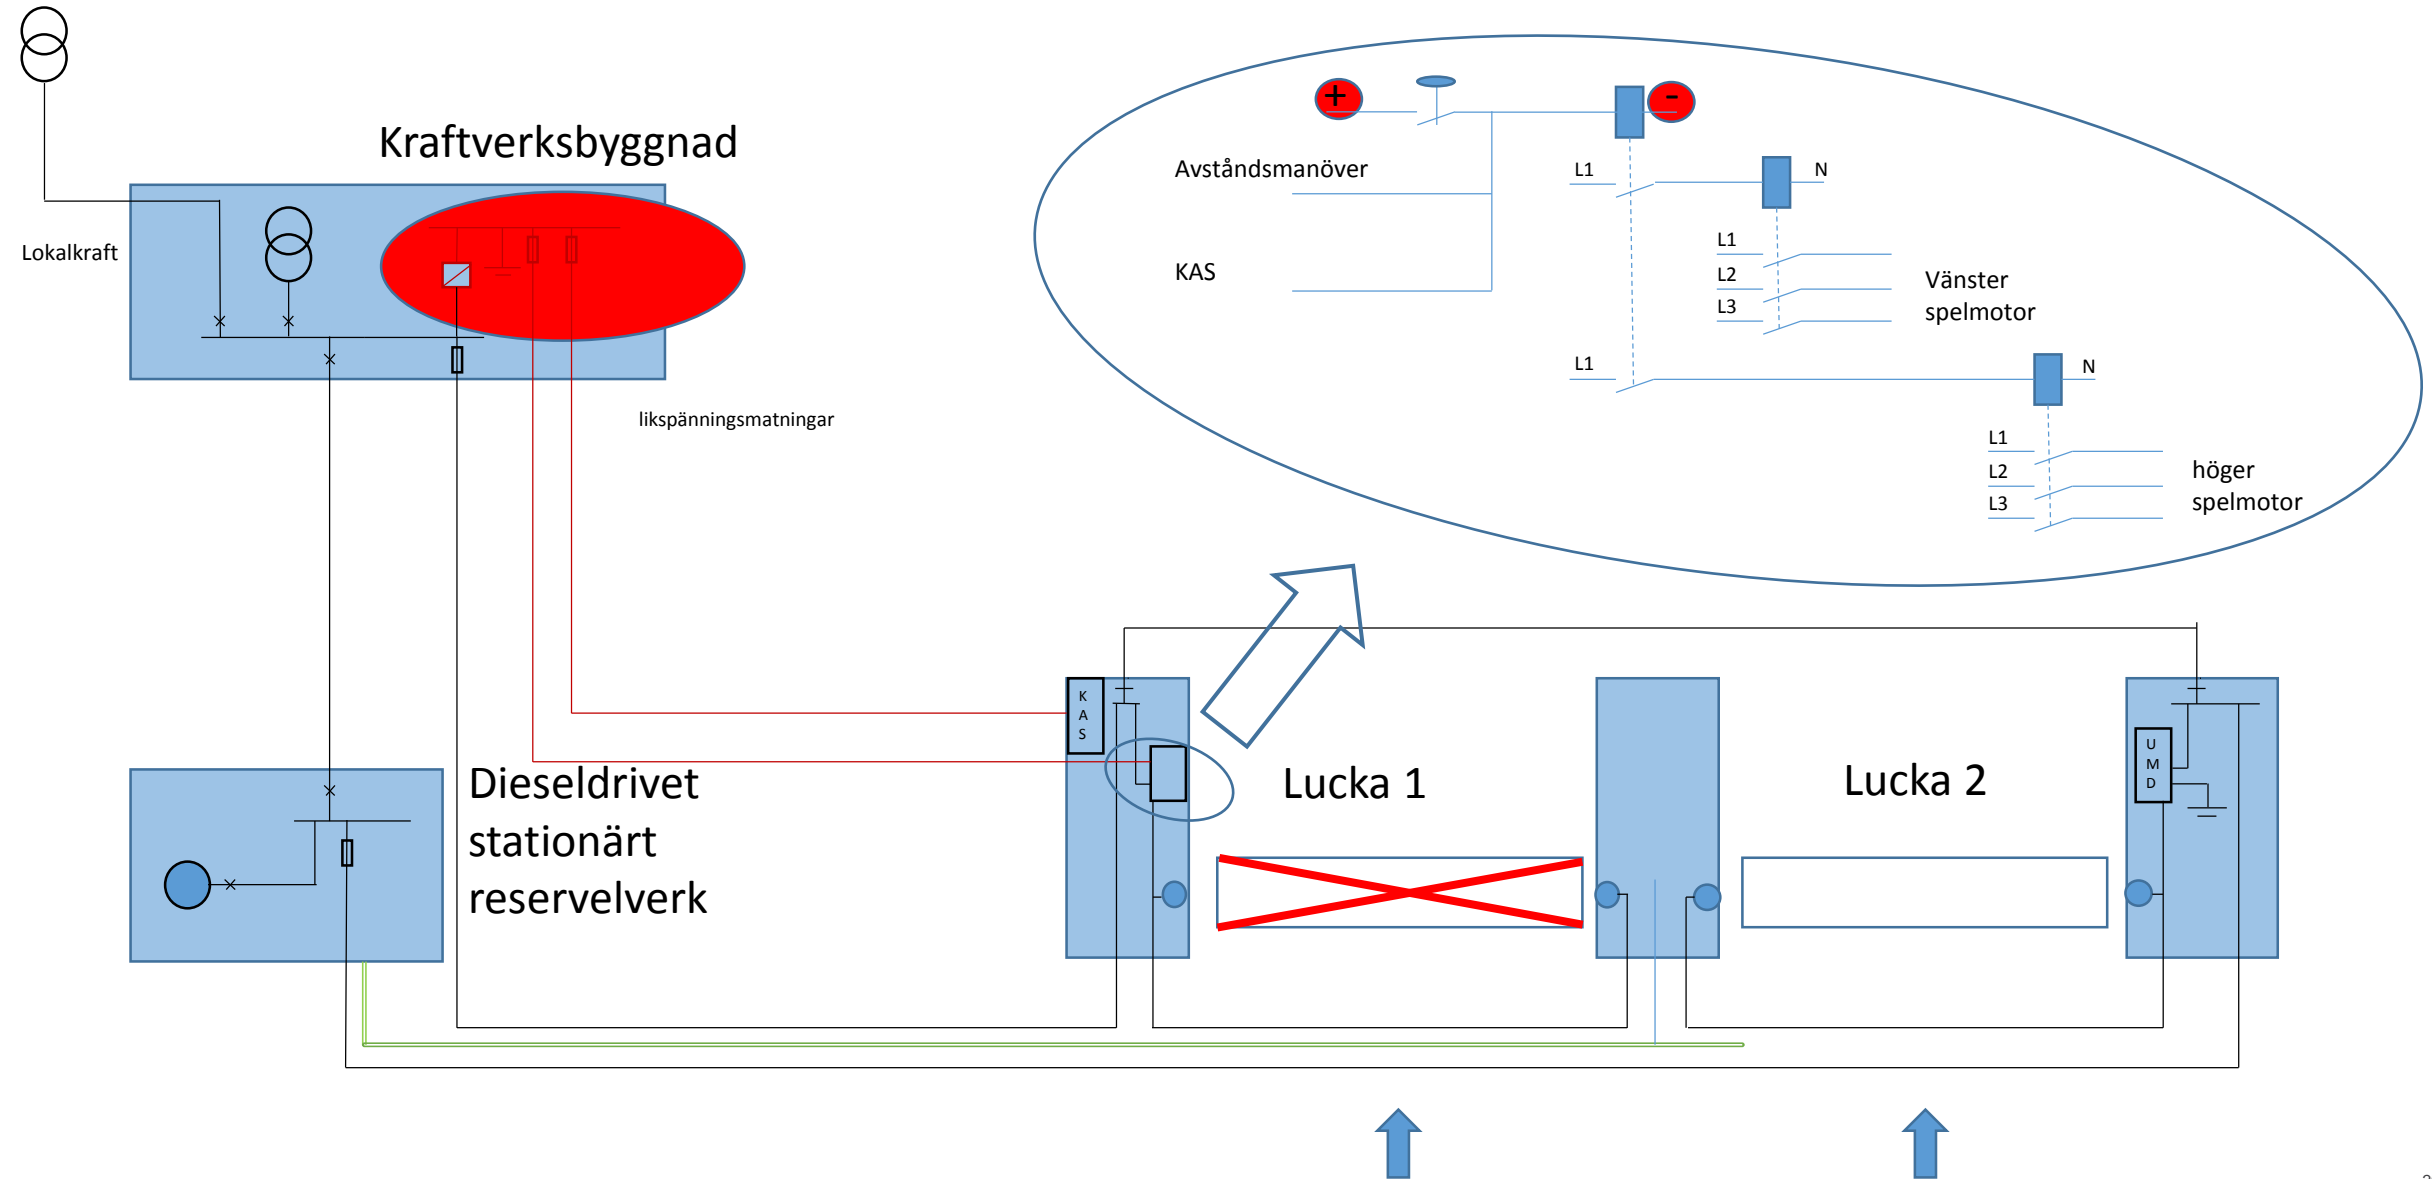 Kraftverksbyggnad
Lokalkraft
likspänningsmatningar
+
-
Avståndsmanöver
KAS
L1
N
L1
L2
L3
Vänster
spelmotor
L1
N
L1
L2
L3
höger
spelmotor
Dieseldrivet
stationärt
reservelverk
K
A
S
Lucka 1
Lucka 2
U
M
D